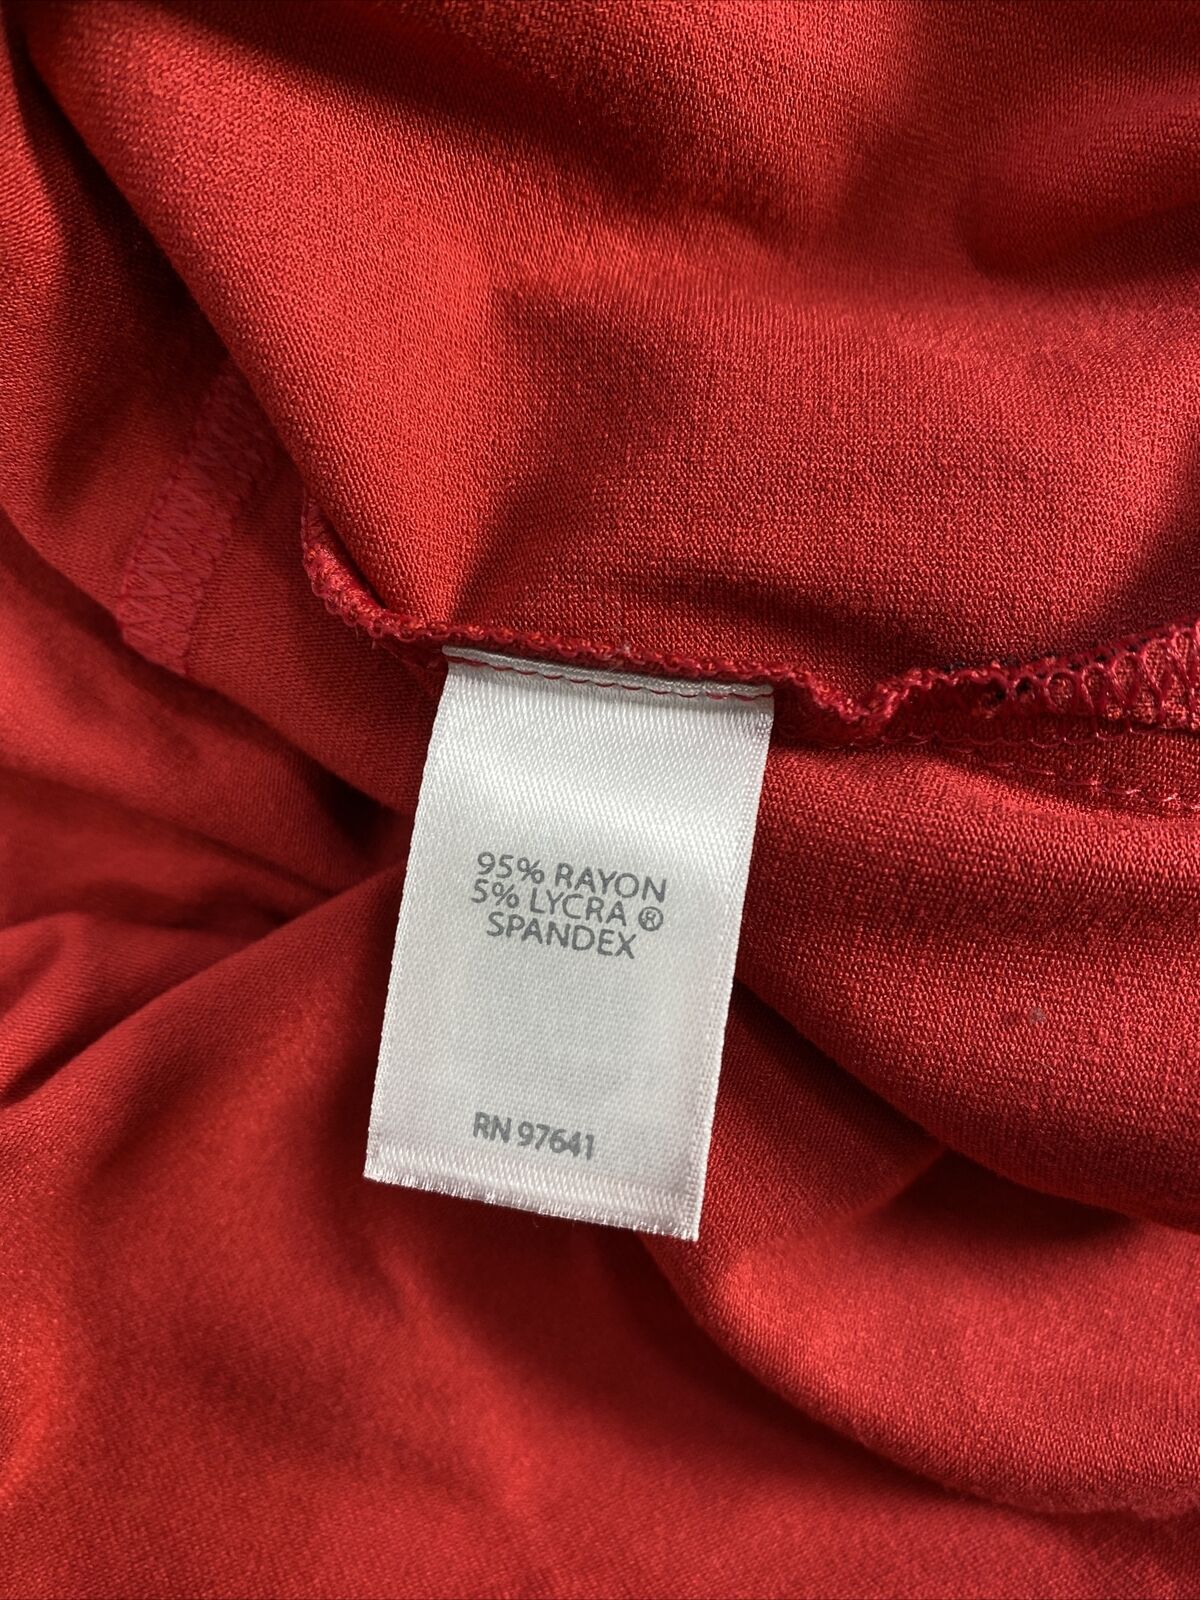 95% RAYON
5% LYCRA ®
SPANDEX
RN 97641